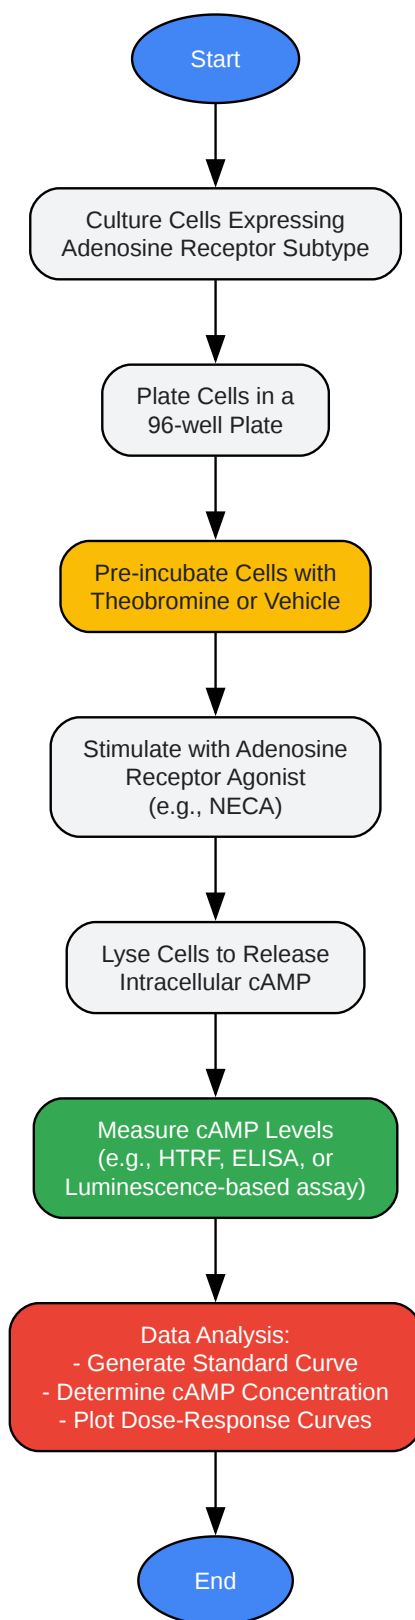 Start
Culture Cells Expressing
Adenosine Receptor Subtype
Plate Cells in a
96-well Plate
Pre-incubate Cells with
Theobromine or Vehicle
Stimulate with Adenosine
Receptor Agonist
(e.g., NECA)
Lyse Cells to Release
Intracellular cAMP
Measure cAMP Levels
(e.g., HTRF, ELISA, or
Luminescence-based assay)
Data Analysis:
- Generate Standard Curve
- Determine cAMP Concentration
- Plot Dose-Response Curves
End